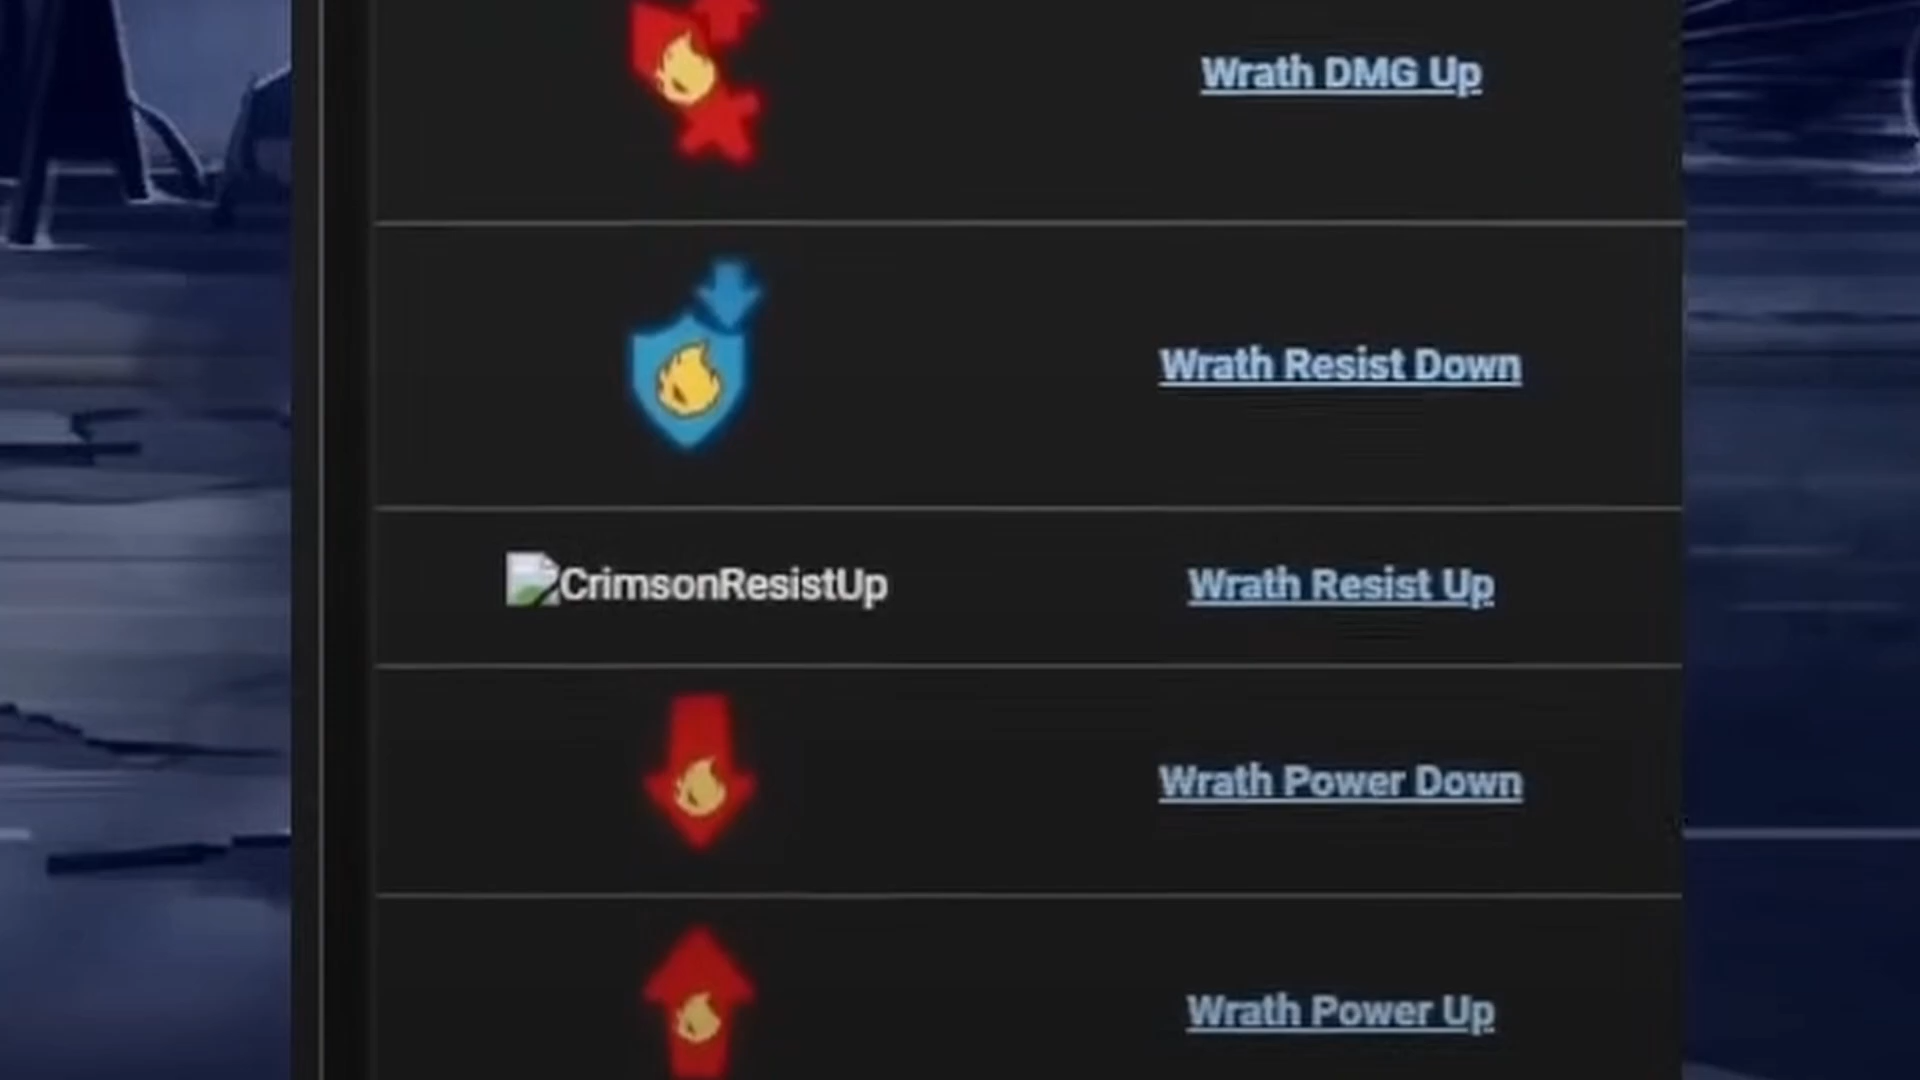 Wrath DMG Up
Wrath Resist Down
CrimsonResistUp
Wrath Resist Up
Wrath Power Down
Wrath Power Up